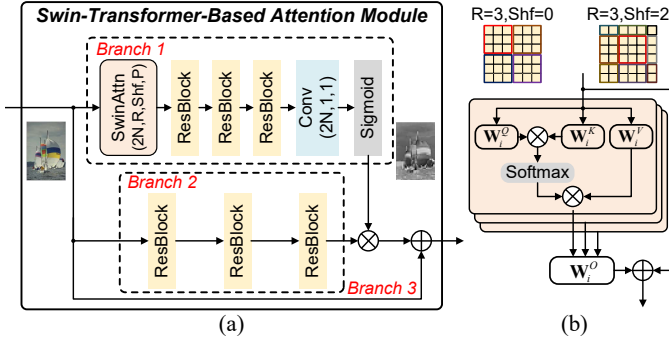 Swin-Transformer-Based Attention Module
Branch 1
SwinAttn
(2N,R,Shf,P)
ResBlock
ResBlock
ResBlock
Conv
(2N,1,1)
Sigmoid
Branch 2
ResBlock
ResBlock
ResBlock
Branch 3
(a)
R=3,Shf=0
R=3,Shf=2
W_i^Q
W_i^K
W_i^V
Softmax
W_i^O
(b)